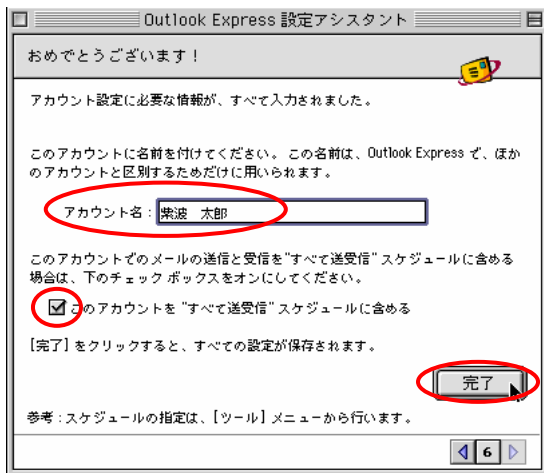 Outlook Express 設定アシスタント
おめでとうございます！
アカウント設定に必要な情報が、すべて入力されました。
このアカウントに名前を付けてください。この名前は、Outlook Express で、ほか
のアカウントと区別するためだけに用いられます。
アカウント名：紫波　太郎
このアカウントでのメールの送信と受信を"すべて送受信" スケジュールに含める
場合は、下のチェック ボックスをオンにしてください。
このアカウントを "すべて送受信" スケジュールに含める
[完了] をクリックすると、すべての設定が保存されます。
完了
参考：スケジュールの指定は、[ツール] メニューから行います。
6